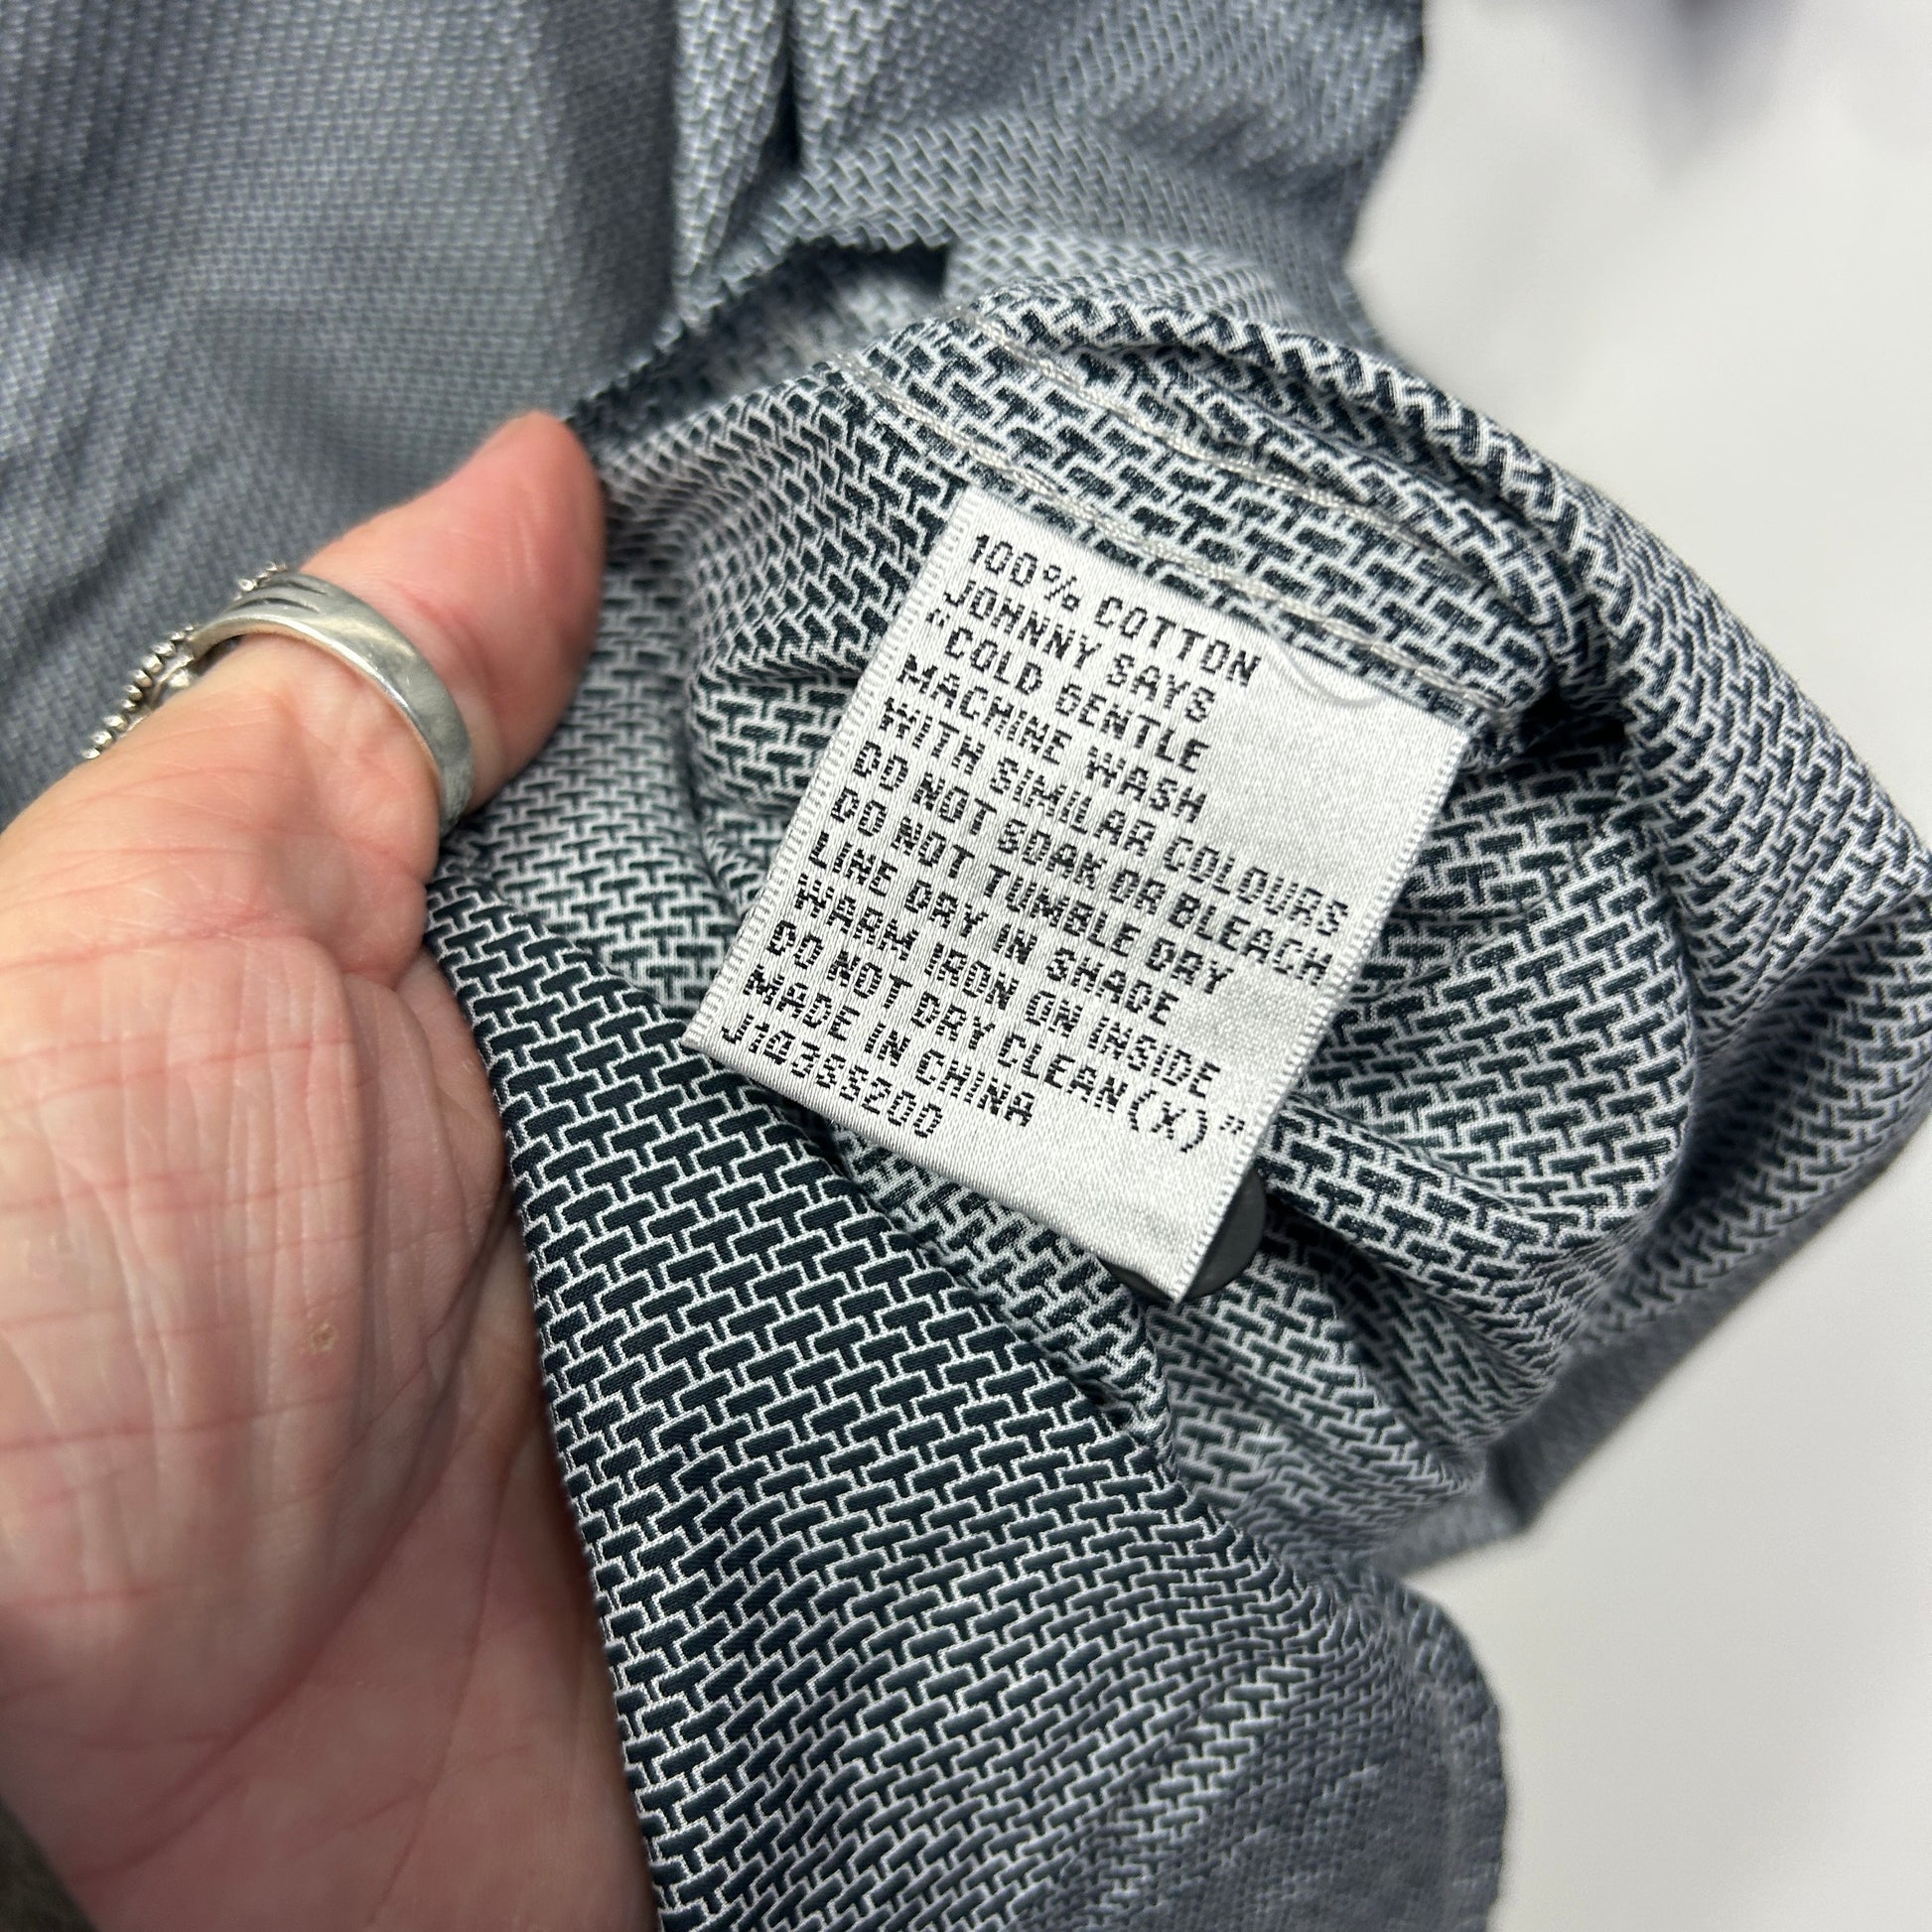 100% COTTON
JOHNNY SAYS
"COLD GENTLE
MACHINE WASH
WITH SIMILAR COLOURS
DO NOT SOAK OR BLEACH
DO NOT TUMBLE DRY
LINE DRY IN SHADE
WARM IRON ON INSIDE
DO NOT DRY CLEAN(X)"
MADE IN CHINA
J10365200